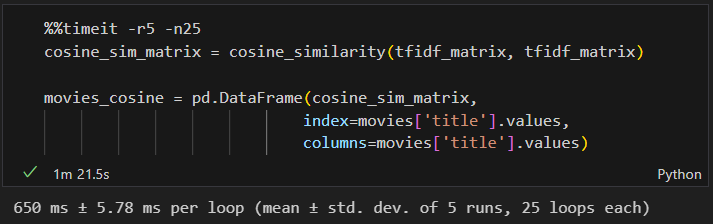 %%timeit -r5 -n25
cosine_sim_matrix = cosine_similarity(tfidf_matrix, tfidf_matrix)
movies_cosine = pd.DataFrame(cosine_sim_matrix,
index=movies['title'].values,
columns=movies['title'].values)
1m 21.5s
Python
650 ms ± 5.78 ms per loop (mean ± std. dev. of 5 runs, 25 loops each)